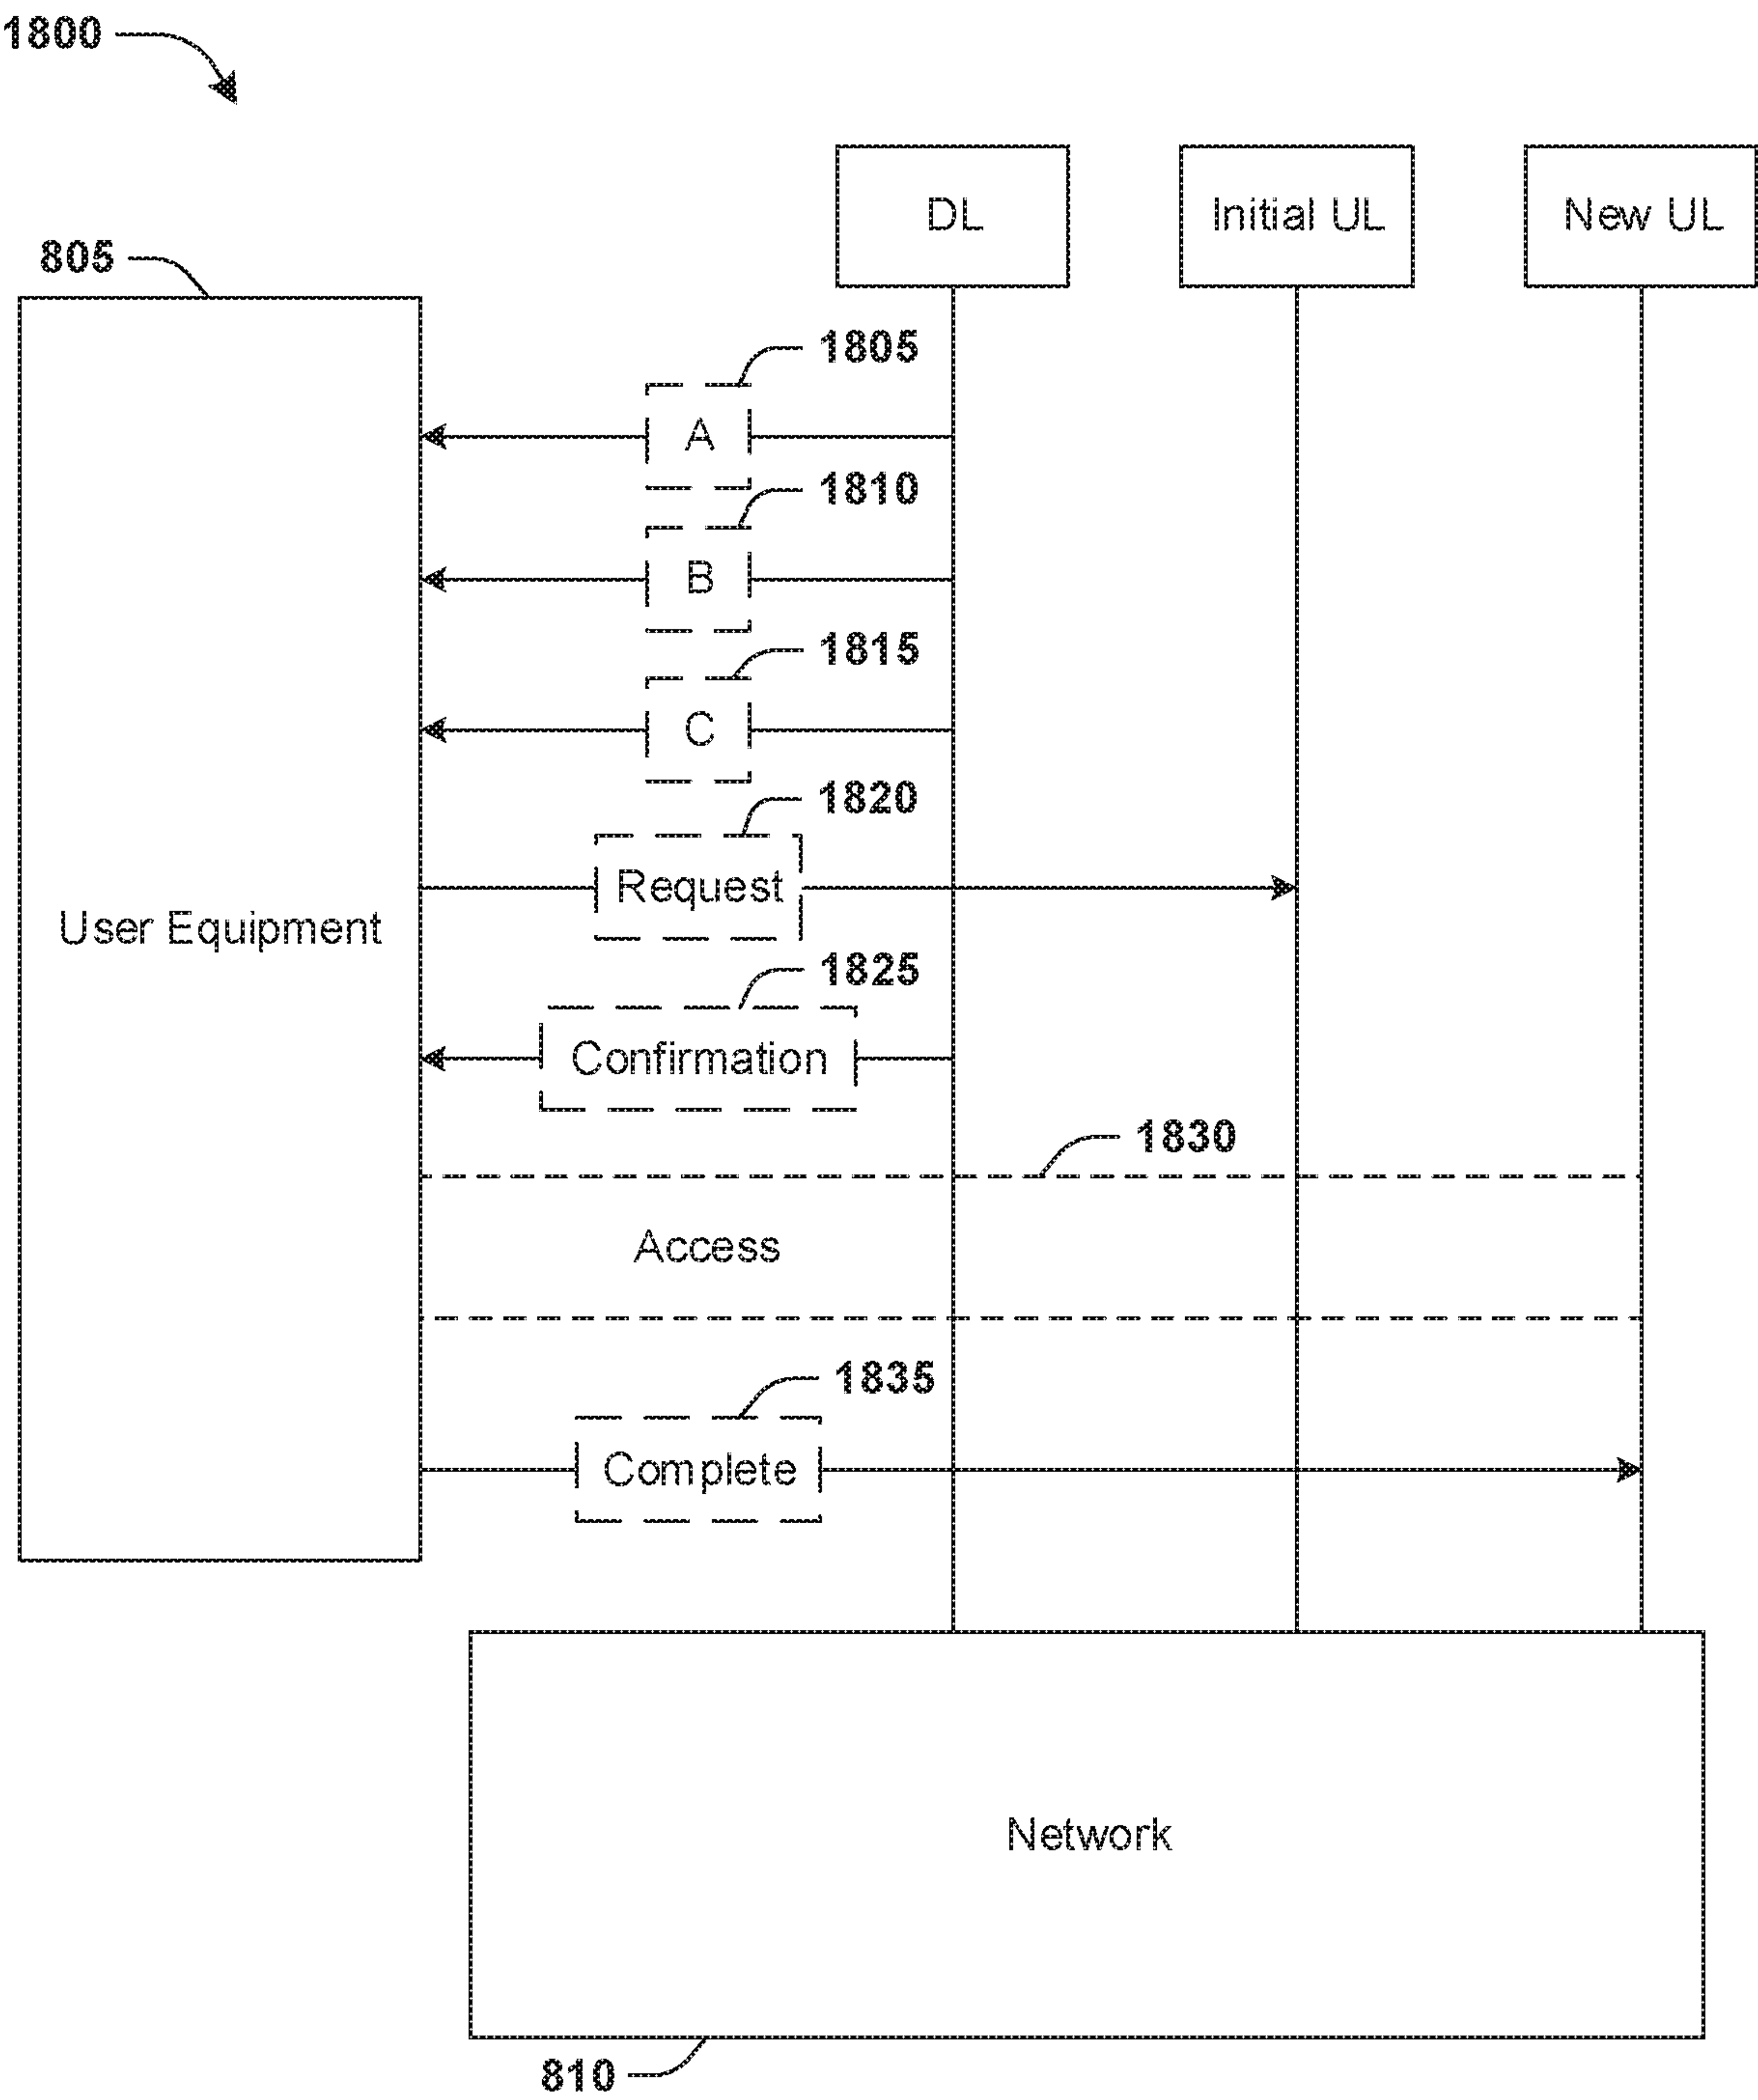 1800
DL
Initial UL
New UL
805
1805
A
1810
B
1815
C
1820
Request
User Equipment
1825
Confirmation
1830
Access
1835
Complete
Network
810